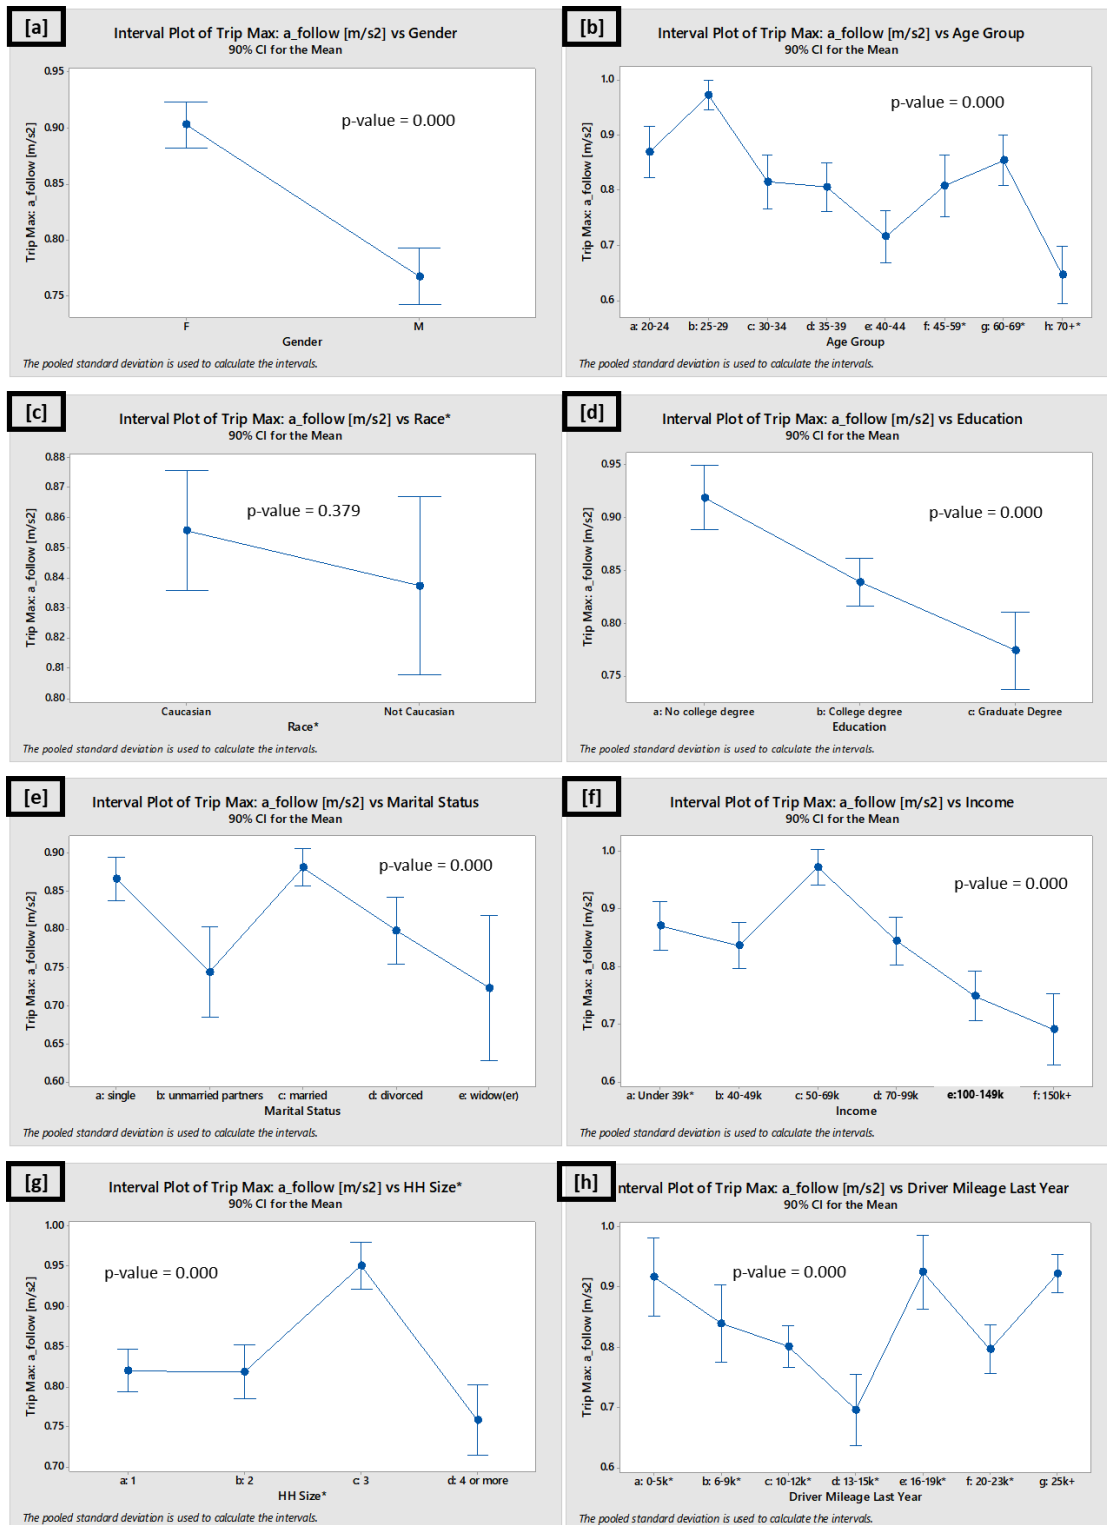 [a]
Interval Plot of Trip Max: a_follow [m/s2] vs Gender
90% CI for the Mean
p-value = 0.000
Trip Max: a_follow [m/s2]
0.95
0.90
0.85
0.80
0.75
F M
Gender
The pooled standard deviation is used to calculate the intervals.
[b]
Interval Plot of Trip Max: a_follow [m/s2] vs Age Group
90% CI for the Mean
p-value = 0.000
Trip Max: a_follow [m/s2]
1.0
0.9
0.8
0.7
0.6
a: 20-24 b: 25-29 c: 30-34 d: 35-39 e: 40-44 f: 45-59* g: 60-69* h: 70+*
Age Group
The pooled standard deviation is used to calculate the intervals.
[c]
Interval Plot of Trip Max: a_follow [m/s2] vs Race*
90% CI for the Mean
p-value = 0.379
Trip Max: a_follow [m/s2]
0.88
0.87
0.86
0.85
0.84
0.83
0.82
0.81
0.80
Caucasian Not Caucasian
Race*
The pooled standard deviation is used to calculate the intervals.
[d]
Interval Plot of Trip Max: a_follow [m/s2] vs Education
90% CI for the Mean
p-value = 0.000
Trip Max: a_follow [m/s2]
0.95
0.90
0.85
0.80
0.75
a: No college degree b: College degree c: Graduate Degree
Education
The pooled standard deviation is used to calculate the intervals.
[e]
Interval Plot of Trip Max: a_follow [m/s2] vs Marital Status
90% CI for the Mean
p-value = 0.000
Trip Max: a_follow [m/s2]
0.90
0.85
0.80
0.75
0.70
0.65
0.60
a: single b: unmarried partners c: married d: divorced e: widow(er)
Marital Status
The pooled standard deviation is used to calculate the intervals.
[f]
Interval Plot of Trip Max: a_follow [m/s2] vs Income
90% CI for the Mean
p-value = 0.000
Trip Max: a_follow [m/s2]
1.0
0.9
0.8
0.7
0.6
a: Under 39k* b: 40-49k c: 50-69k d: 70-99k e:100-149k f: 150k+
Income
The pooled standard deviation is used to calculate the intervals.
[g]
Interval Plot of Trip Max: a_follow [m/s2] vs HH Size*
90% CI for the Mean
p-value = 0.000
Trip Max: a_follow [m/s2]
1.00
0.95
0.90
0.85
0.80
0.75
0.70
a: 1 b: 2 c: 3 d: 4 or more
HH Size*
The pooled standard deviation is used to calculate the intervals.
[h]
nterval Plot of Trip Max: a_follow [m/s2] vs Driver Mileage Last Year
90% CI for the Mean
p-value = 0.000
Trip Max: a_follow [m/s2]
1.0
0.9
0.8
0.7
0.6
a: 0-5k* b: 6-9k* c: 10-12k* d: 13-15k* e: 16-19k* f: 20-23k* g: 25k+
Driver Mileage Last Year
The pooled standard deviation is used to calculate the intervals.